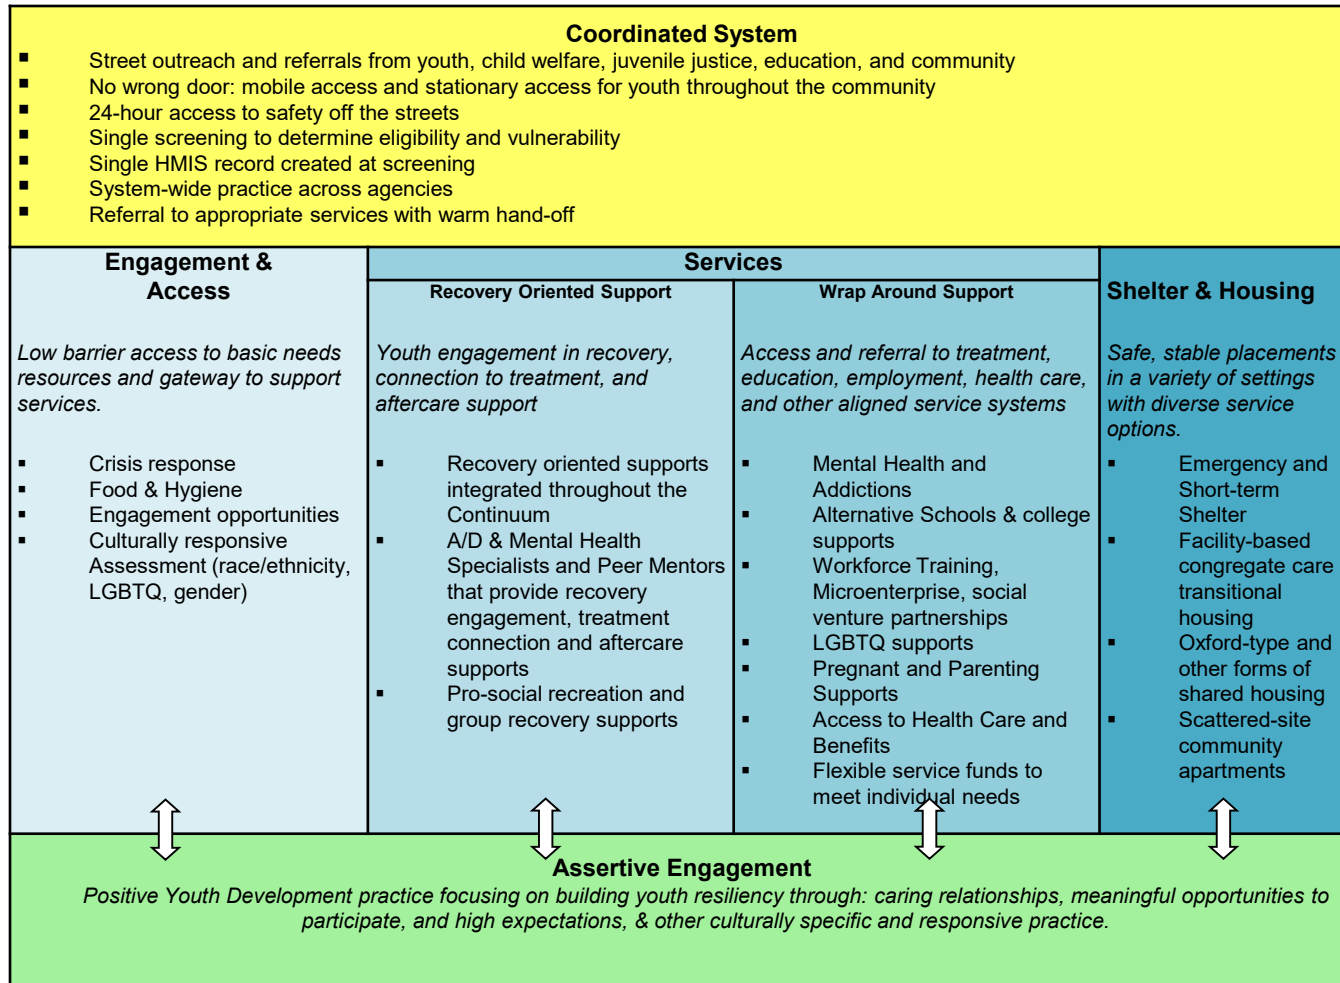 Coordinated System
▪ Street outreach and referrals from youth, child welfare, juvenile justice, education, and community
▪ No wrong door: mobile access and stationary access for youth throughout the community
▪ 24-hour access to safety off the streets
▪ Single screening to determine eligibility and vulnerability
▪ Single HMIS record created at screening
▪ System-wide practice across agencies
▪ Referral to appropriate services with warm hand-off
Engagement &
Access
Low barrier access to basic needs
resources and gateway to support
services.
▪ Crisis response
▪ Food & Hygiene
▪ Engagement opportunities
▪ Culturally responsive
Assessment (race/ethnicity,
LGBTQ, gender)
Services
Recovery Oriented Support
Youth engagement in recovery,
connection to treatment, and
aftercare support
▪ Recovery oriented supports
integrated throughout the
Continuum
▪ A/D & Mental Health
Specialists and Peer Mentors
that provide recovery
engagement, treatment
connection and aftercare
supports
▪ Pro-social recreation and
group recovery supports
Wrap Around Support
Access and referral to treatment,
education, employment, health care,
and other aligned service systems
▪ Mental Health and
Addictions
▪ Alternative Schools & college
supports
▪ Workforce Training,
Microenterprise, social
venture partnerships
▪ LGBTQ supports
▪ Pregnant and Parenting
Supports
▪ Access to Health Care and
Benefits
▪ Flexible service funds to
meet individual needs
Shelter & Housing
Safe, stable placements
in a variety of settings
with diverse service
options.
▪ Emergency and
Short-term
Shelter
▪ Facility-based
congregate care
transitional
housing
▪ Oxford-type and
other forms of
shared housing
▪ Scattered-site
community
apartments
Assertive Engagement
Positive Youth Development practice focusing on building youth resiliency through: caring relationships, meaningful opportunities to
participate, and high expectations, & other culturally specific and responsive practice.